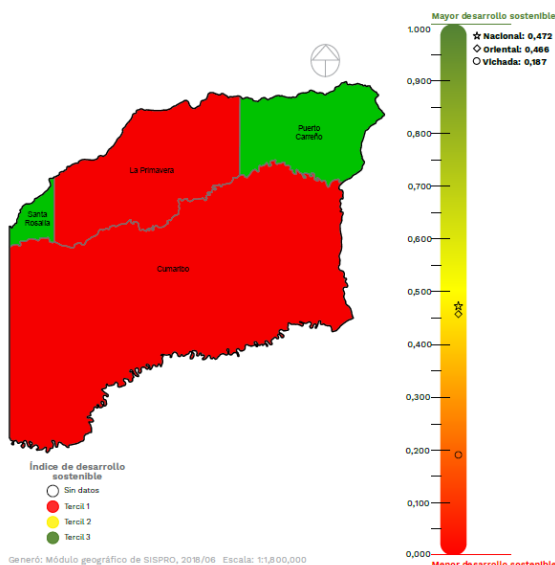 Mayor desarrollo sostenible
Nacional: 0,472
Oriental: 0,466
Vichada: 0,187
1.000
0,900
0,800
0,700
0,600
0,500
0,400
0,300
0,200
0,100
0,000
Puerto
Carreño
La Primavera
Santa
Rosalía
Cumaribo
Índice de desarrollo
sostenible
Sin datos
Tercil 1
Tercil 2
Tercil 3
Generó: Módulo geográfico de SISPRO, 2018/06 Escala: 1:1,800,000
Menor desarrollo sostenible